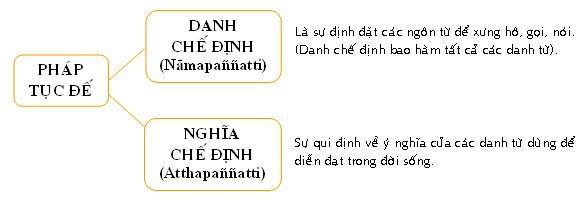 PHÁP
TỤC ĐẾ
DANH
CHẾ ĐỊNH
(Nāmapaññatti)
Là sự định đặt các ngôn từ để xưng hô, gọi, nói.
(Danh chế định bao hàm tất cả các danh từ).
NGHĨA
CHẾ ĐỊNH
(Atthapaññatti)
Sự qui định về ý nghĩa của các danh từ dùng để
diễn đạt trong đời sống.